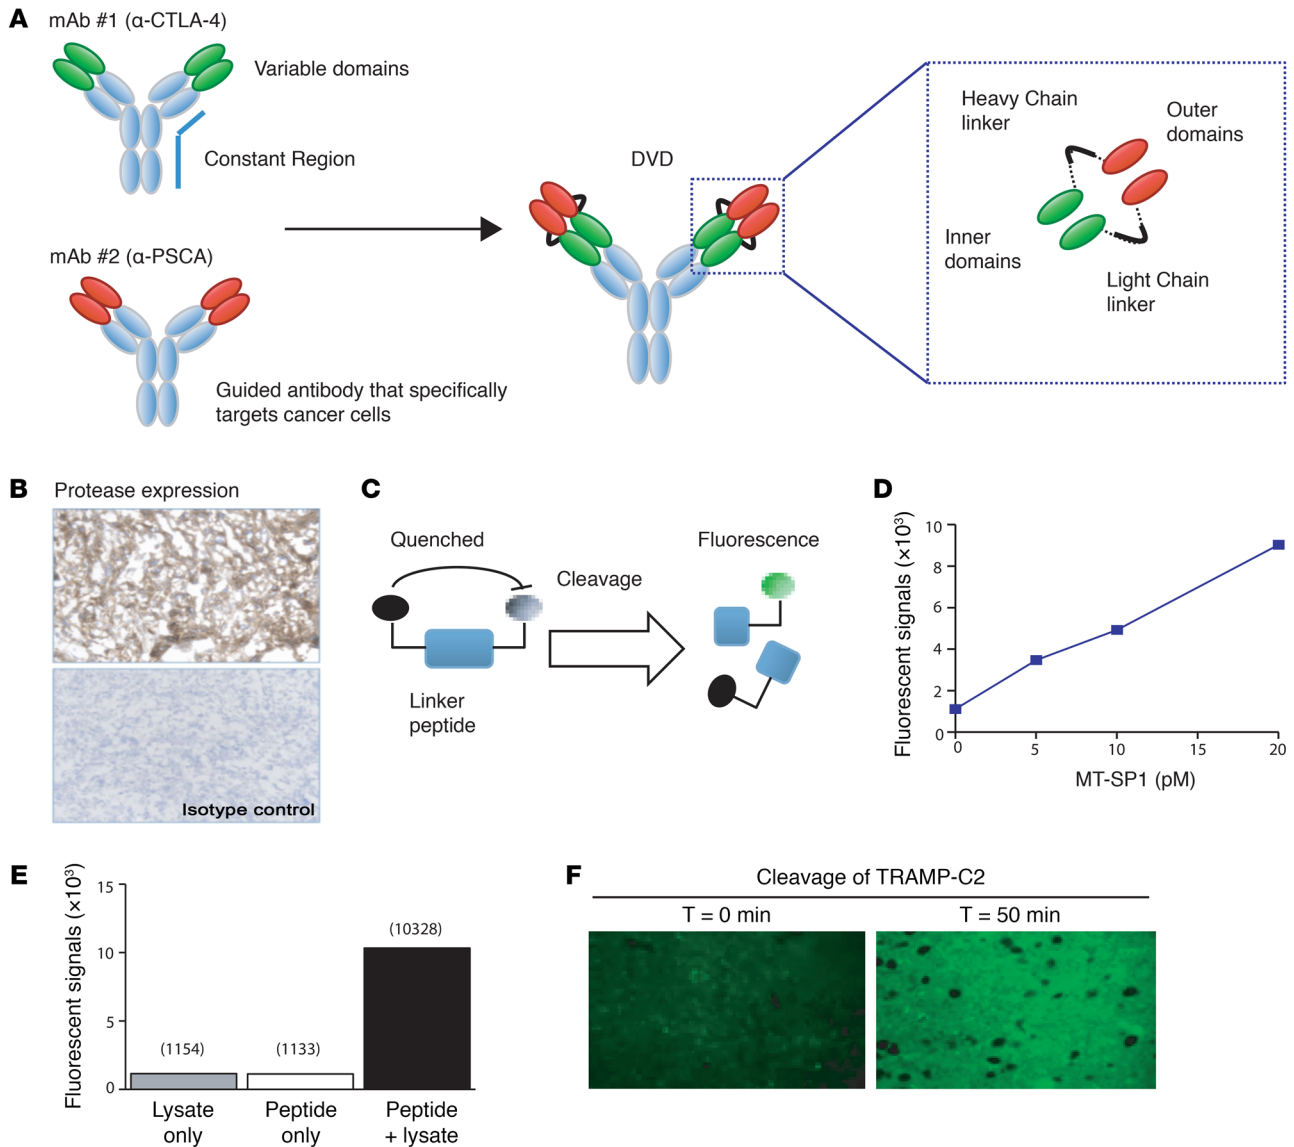 A
mAb #1 (α-CTLA-4)
Variable domains
Constant Region
mAb #2 (α-PSCA)
Guided antibody that specifically
targets cancer cells
DVD
Heavy Chain
linker
Outer
domains
Inner
domains
Light Chain
linker
B
Protease expression
Isotype control
C
Quenched
Cleavage
Fluorescence
Linker
peptide
D
Fluorescent signals (×10³)
10
8
6
4
2
0
0 5 10 15 20
MT-SP1 (pM)
E
Fluorescent signals (×10³)
15
10
5
0
(1154)
(1133)
(10328)
Lysate
only
Peptide
only
Peptide
+ lysate
F
Cleavage of TRAMP-C2
T = 0 min
T = 50 min